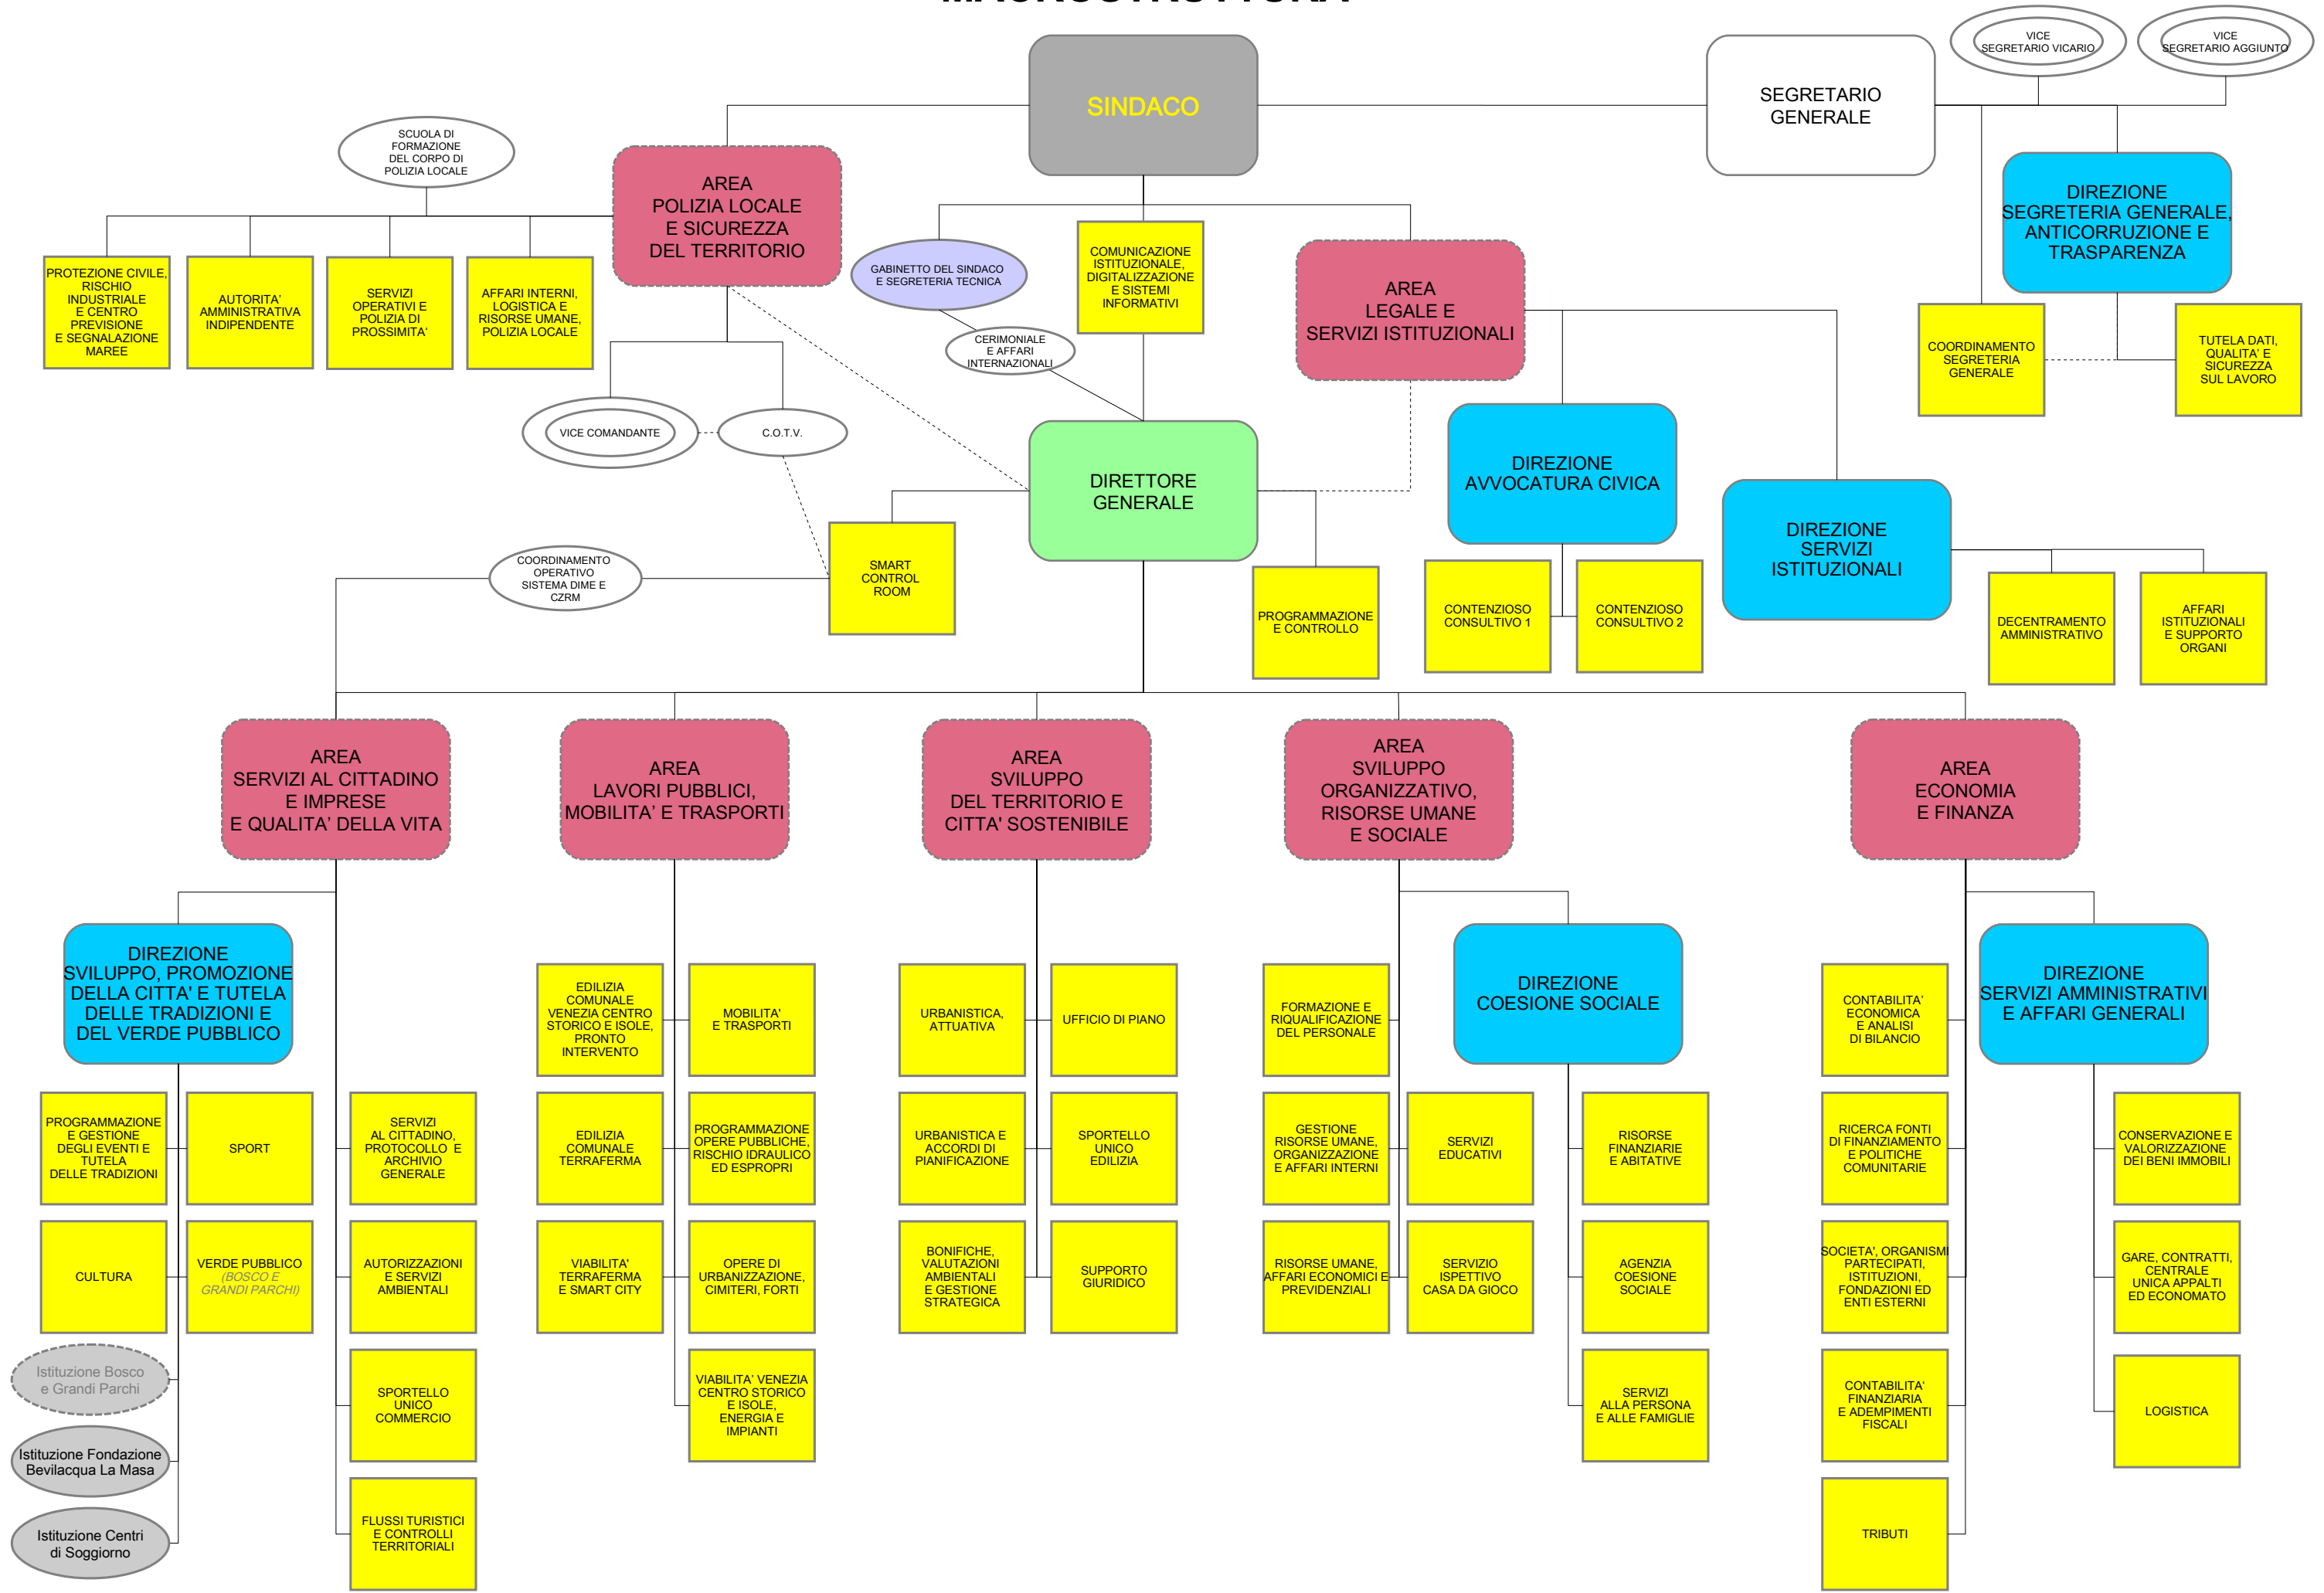 MACROSTRUTTURA
VICE
SEGRETARIO VICARIO
VICE
SEGRETARIO AGGIUNTO
SINDACO
SEGRETARIO
GENERALE
SCUOLA DI
FORMAZIONE
DEL CORPO DI
POLIZIA LOCALE
AREA
POLIZIA LOCALE
E SICUREZZA
DEL TERRITORIO
DIREZIONE
SEGRETERIA GENERALE,
ANTICORRUZIONE E
TRASPARENZA
PROTEZIONE CIVILE,
RISCHIO
INDUSTRIALE
E CENTRO
PREVISIONE
E SEGNALAZIONE
MAREE
AUTORITA'
AMMINISTRATIVA
INDIPENDENTE
SERVIZI
OPERATIVI E
POLIZIA DI
PROSSIMITA'
AFFARI INTERNI,
LOGISTICA E
RISORSE UMANE,
POLIZIA LOCALE
GABINETTO DEL SINDACO
E SEGRETERIA TECNICA
COMUNICAZIONE
ISTITUZIONALE,
DIGITALIZZAZIONE
E SISTEMI
INFORMATIVI
AREA
LEGALE E
SERVIZI ISTITUZIONALI
CERIMONIALE
E AFFARI
INTERNAZIONALI
COORDINAMENTO
SEGRETERIA
GENERALE
TUTELA DATI,
QUALITA' E
SICUREZZA
SUL LAVORO
VICE COMANDANTE
C.O.T.V.
DIRETTORE
GENERALE
DIREZIONE
AVVOCATURA CIVICA
DIREZIONE
SERVIZI
ISTITUZIONALI
COORDINAMENTO
OPERATIVO
SISTEMA DIME E
CZRM
SMART
CONTROL
ROOM
PROGRAMMAZIONE
E CONTROLLO
CONTENZIOSO
CONSULTIVO 1
CONTENZIOSO
CONSULTIVO 2
DECENTRAMENTO
AMMINISTRATIVO
AFFARI
ISTITUZIONALI
E SUPPORTO
ORGANI
AREA
SERVIZI AL CITTADINO
E IMPRESE
E QUALITA' DELLA VITA
AREA
LAVORI PUBBLICI,
MOBILITA' E TRASPORTI
AREA
SVILUPPO
DEL TERRITORIO E
CITTA' SOSTENIBILE
AREA
SVILUPPO
ORGANIZZATIVO,
RISORSE UMANE
E SOCIALE
AREA
ECONOMIA
E FINANZA
DIREZIONE
SVILUPPO, PROMOZIONE
DELLA CITTA' E TUTELA
DELLE TRADIZIONI E
DEL VERDE PUBBLICO
EDILIZIA
COMUNALE
VENEZIA CENTRO
STORICO E ISOLE,
PRONTO
INTERVENTO
MOBILITA'
E TRASPORTI
URBANISTICA,
ATTUATIVA
UFFICIO DI PIANO
FORMAZIONE E
RIQUALIFICAZIONE
DEL PERSONALE
DIREZIONE
COESIONE SOCIALE
CONTABILITA'
ECONOMICA
E ANALISI
DI BILANCIO
DIREZIONE
SERVIZI AMMINISTRATIVI
E AFFARI GENERALI
PROGRAMMAZIONE
E GESTIONE
DEGLI EVENTI E
TUTELA
DELLE TRADIZIONI
SPORT
SERVIZI
AL CITTADINO,
PROTOCOLLO E
ARCHIVIO
GENERALE
EDILIZIA
COMUNALE
TERRAFERMA
PROGRAMMAZIONE
OPERE PUBBLICHE,
RISCHIO IDRAULICO
ED ESPROPRI
URBANISTICA E
ACCORDI DI
PIANIFICAZIONE
SPORTELLO
UNICO
EDILIZIA
GESTIONE
RISORSE UMANE,
ORGANIZZAZIONE
E AFFARI INTERNI
SERVIZI
EDUCATIVI
RISORSE
FINANZIARIE
E ABITATIVE
RICERCA FONTI
DI FINANZIAMENTO
E POLITICHE
COMUNITARIE
CONSERVAZIONE E
VALORIZZAZIONE
DEI BENI IMMOBILI
CULTURA
VERDE PUBBLICO
(BOSCO E
GRANDI PARCHI)
AUTORIZZAZIONI
E SERVIZI
AMBIENTALI
VIABILITA'
TERRAFERMA
E SMART CITY
OPERE DI
URBANIZZAZIONE,
CIMITERI, FORTI
BONIFICHE,
VALUTAZIONI
AMBIENTALI
E GESTIONE
STRATEGICA
SUPPORTO
GIURIDICO
RISORSE UMANE,
AFFARI ECONOMICI E
PREVIDENZIALI
SERVIZIO
ISPETTIVO
CASA DA GIOCO
AGENZIA
COESIONE
SOCIALE
SOCIETA', ORGANISMI
PARTECIPATI,
ISTITUZIONI,
FONDAZIONI ED
ENTI ESTERNI
GARE, CONTRATTI,
CENTRALE
UNICA APPALTI
ED ECONOMATO
Istituzione Bosco
e Grandi Parchi
SPORTELLO
UNICO
COMMERCIO
VIABILITA' VENEZIA
CENTRO STORICO
E ISOLE,
ENERGIA E
IMPIANTI
SERVIZI
ALLA PERSONA
E ALLE FAMIGLIE
CONTABILITA'
FINANZIARIA
E ADEMPIMENTI
FISCALI
LOGISTICA
Istituzione Fondazione
Bevilacqua La Masa
Istituzione Centri
di Soggiorno
FLUSSI TURISTICI
E CONTROLLI
TERRITORIALI
TRIBUTI